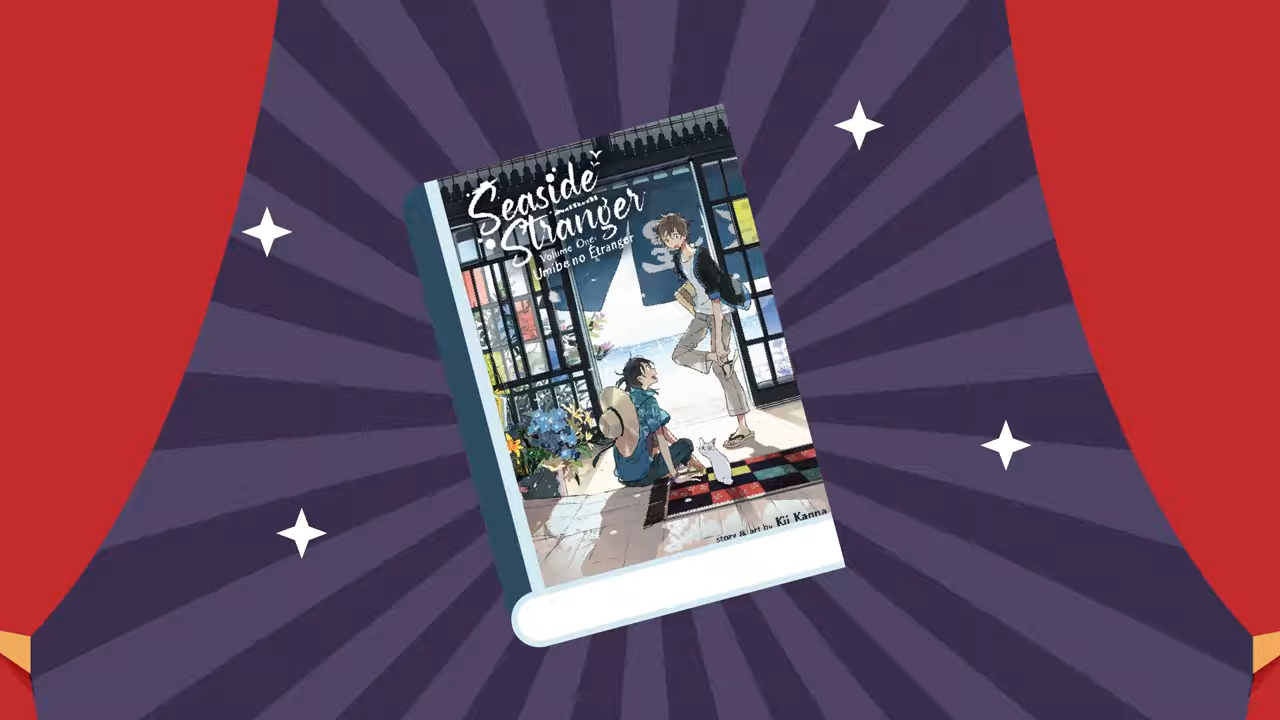 Seaside
Stranger
Volume One:
Umibe no Étranger
story & art by Kii Kanna